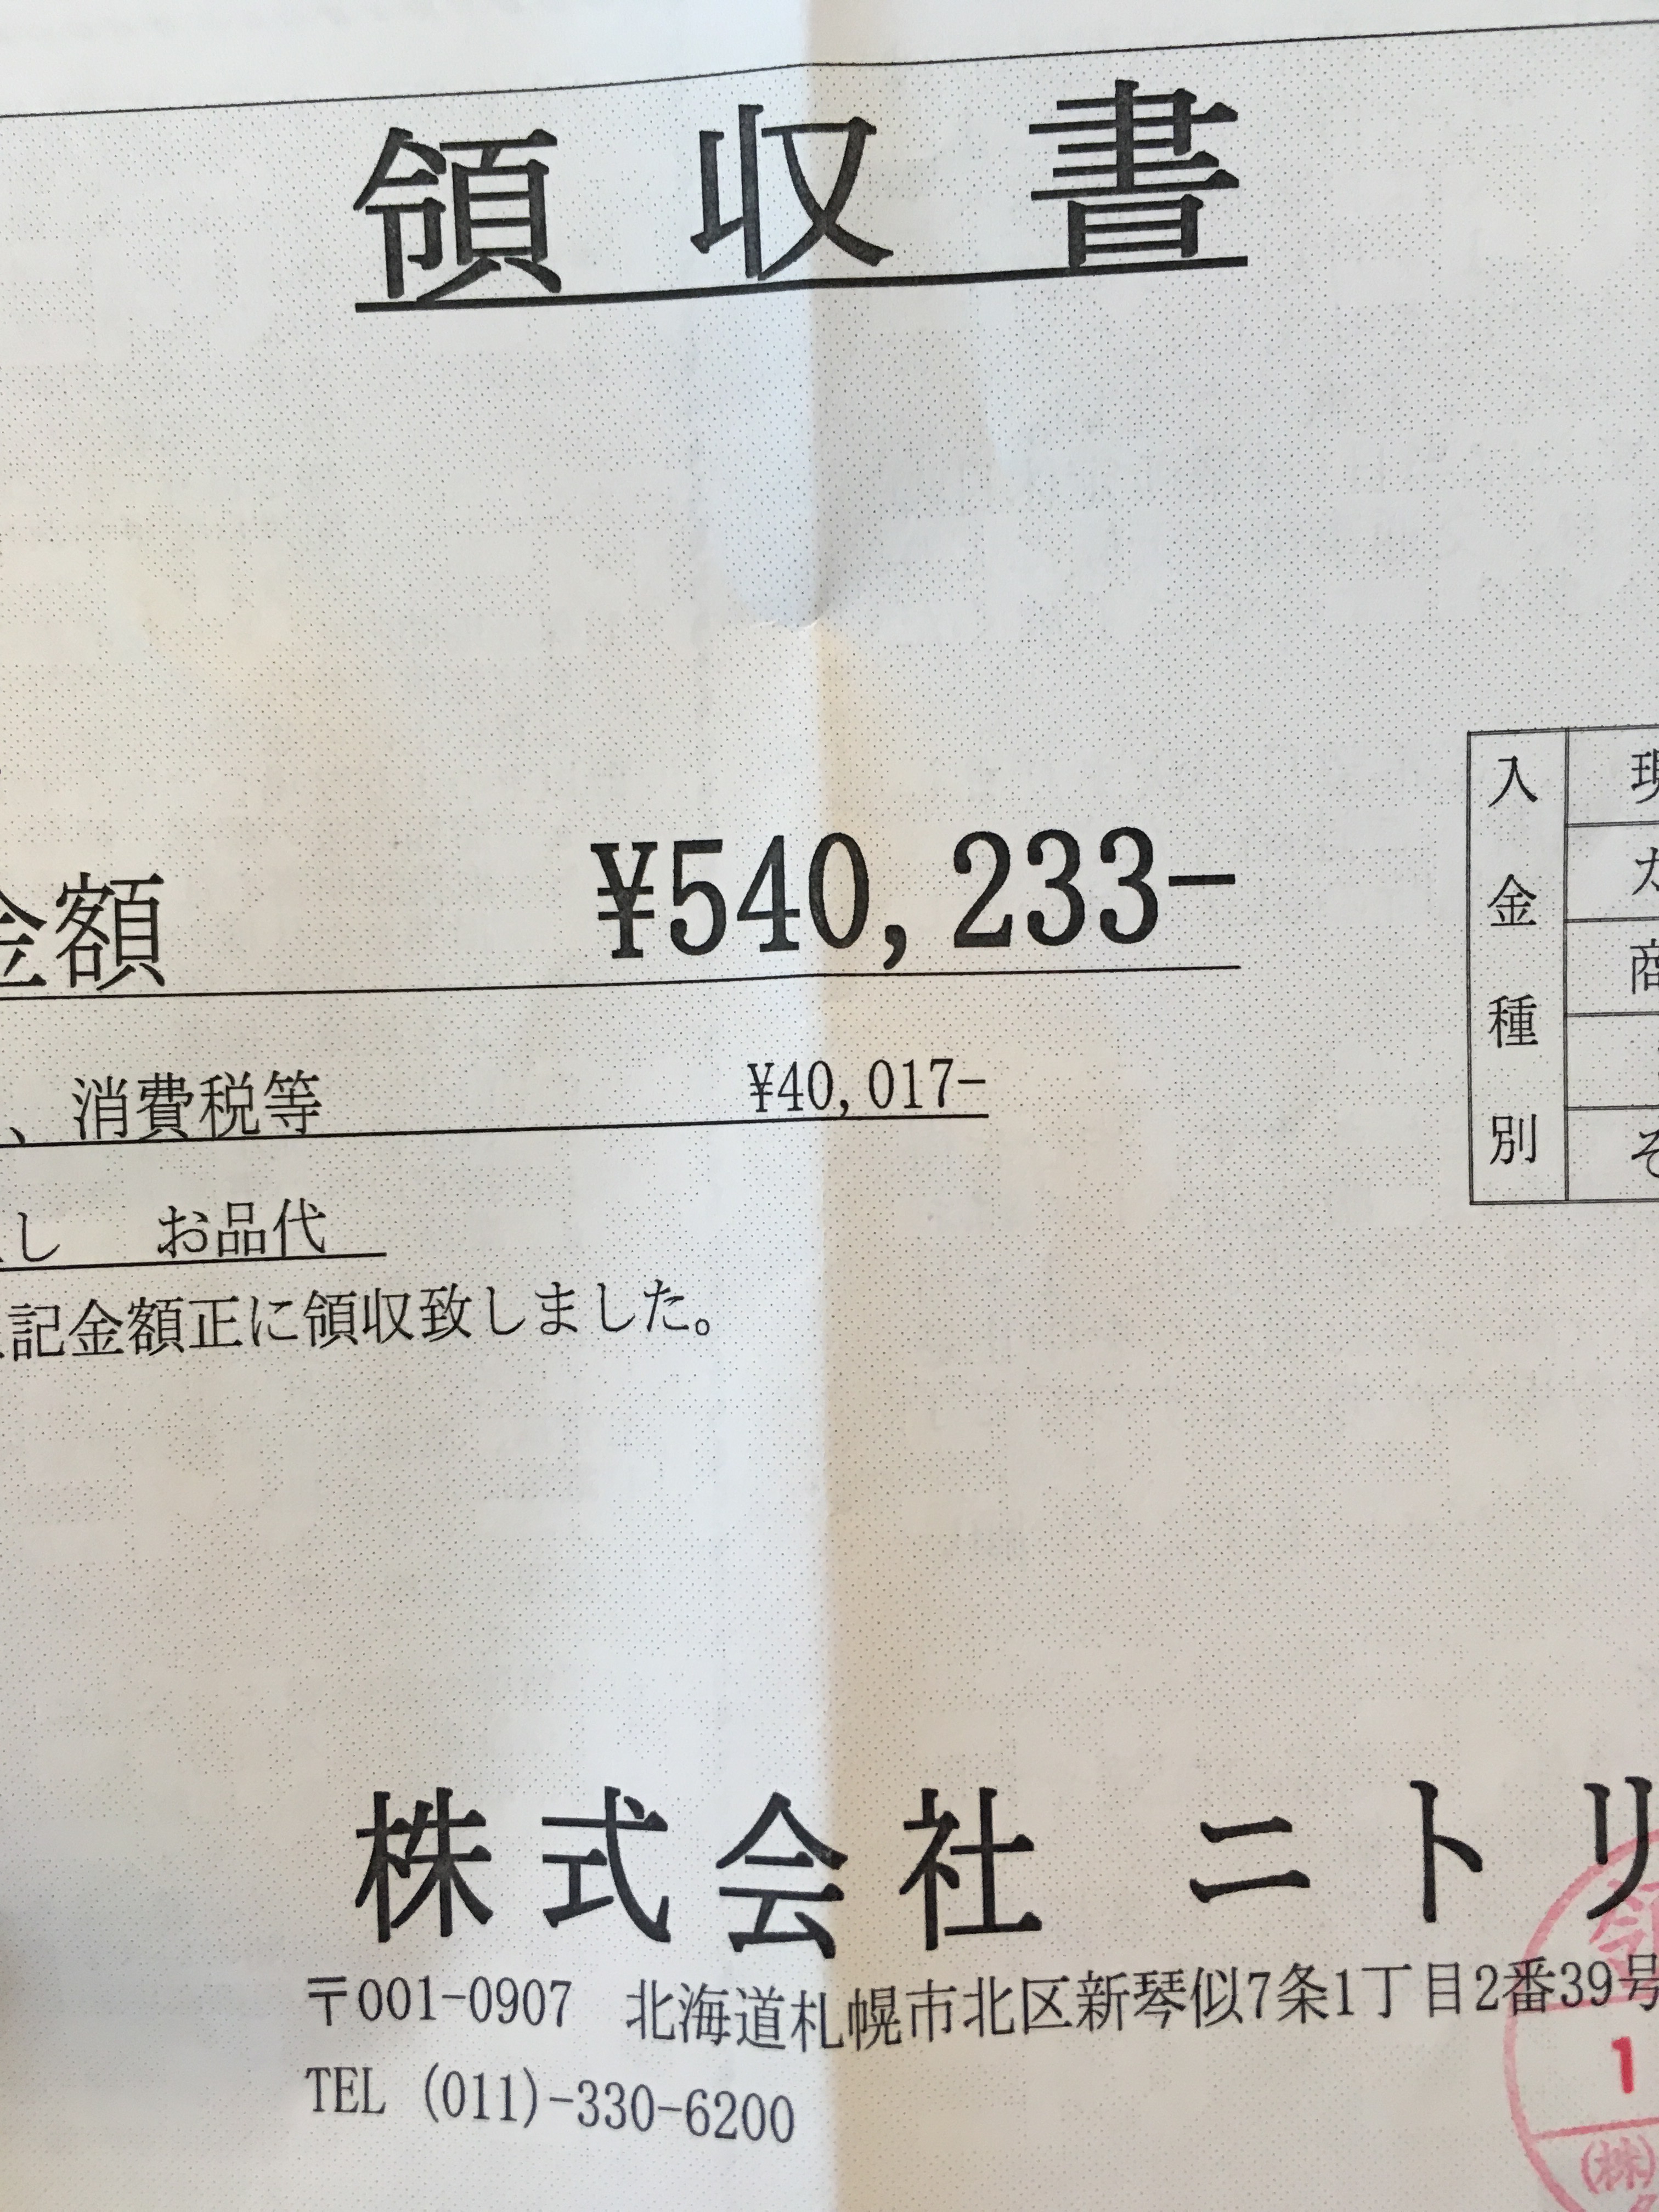 領収書
金額 ¥540,233-
、消費税等 ¥40,017-
し お品代
記金額正に領収致しました。
入金種別
株式会社 ニトリ
〒001-0907 北海道札幌市北区新琴似7条1丁目2番39号
TEL (011)-330-6200
1
(株)